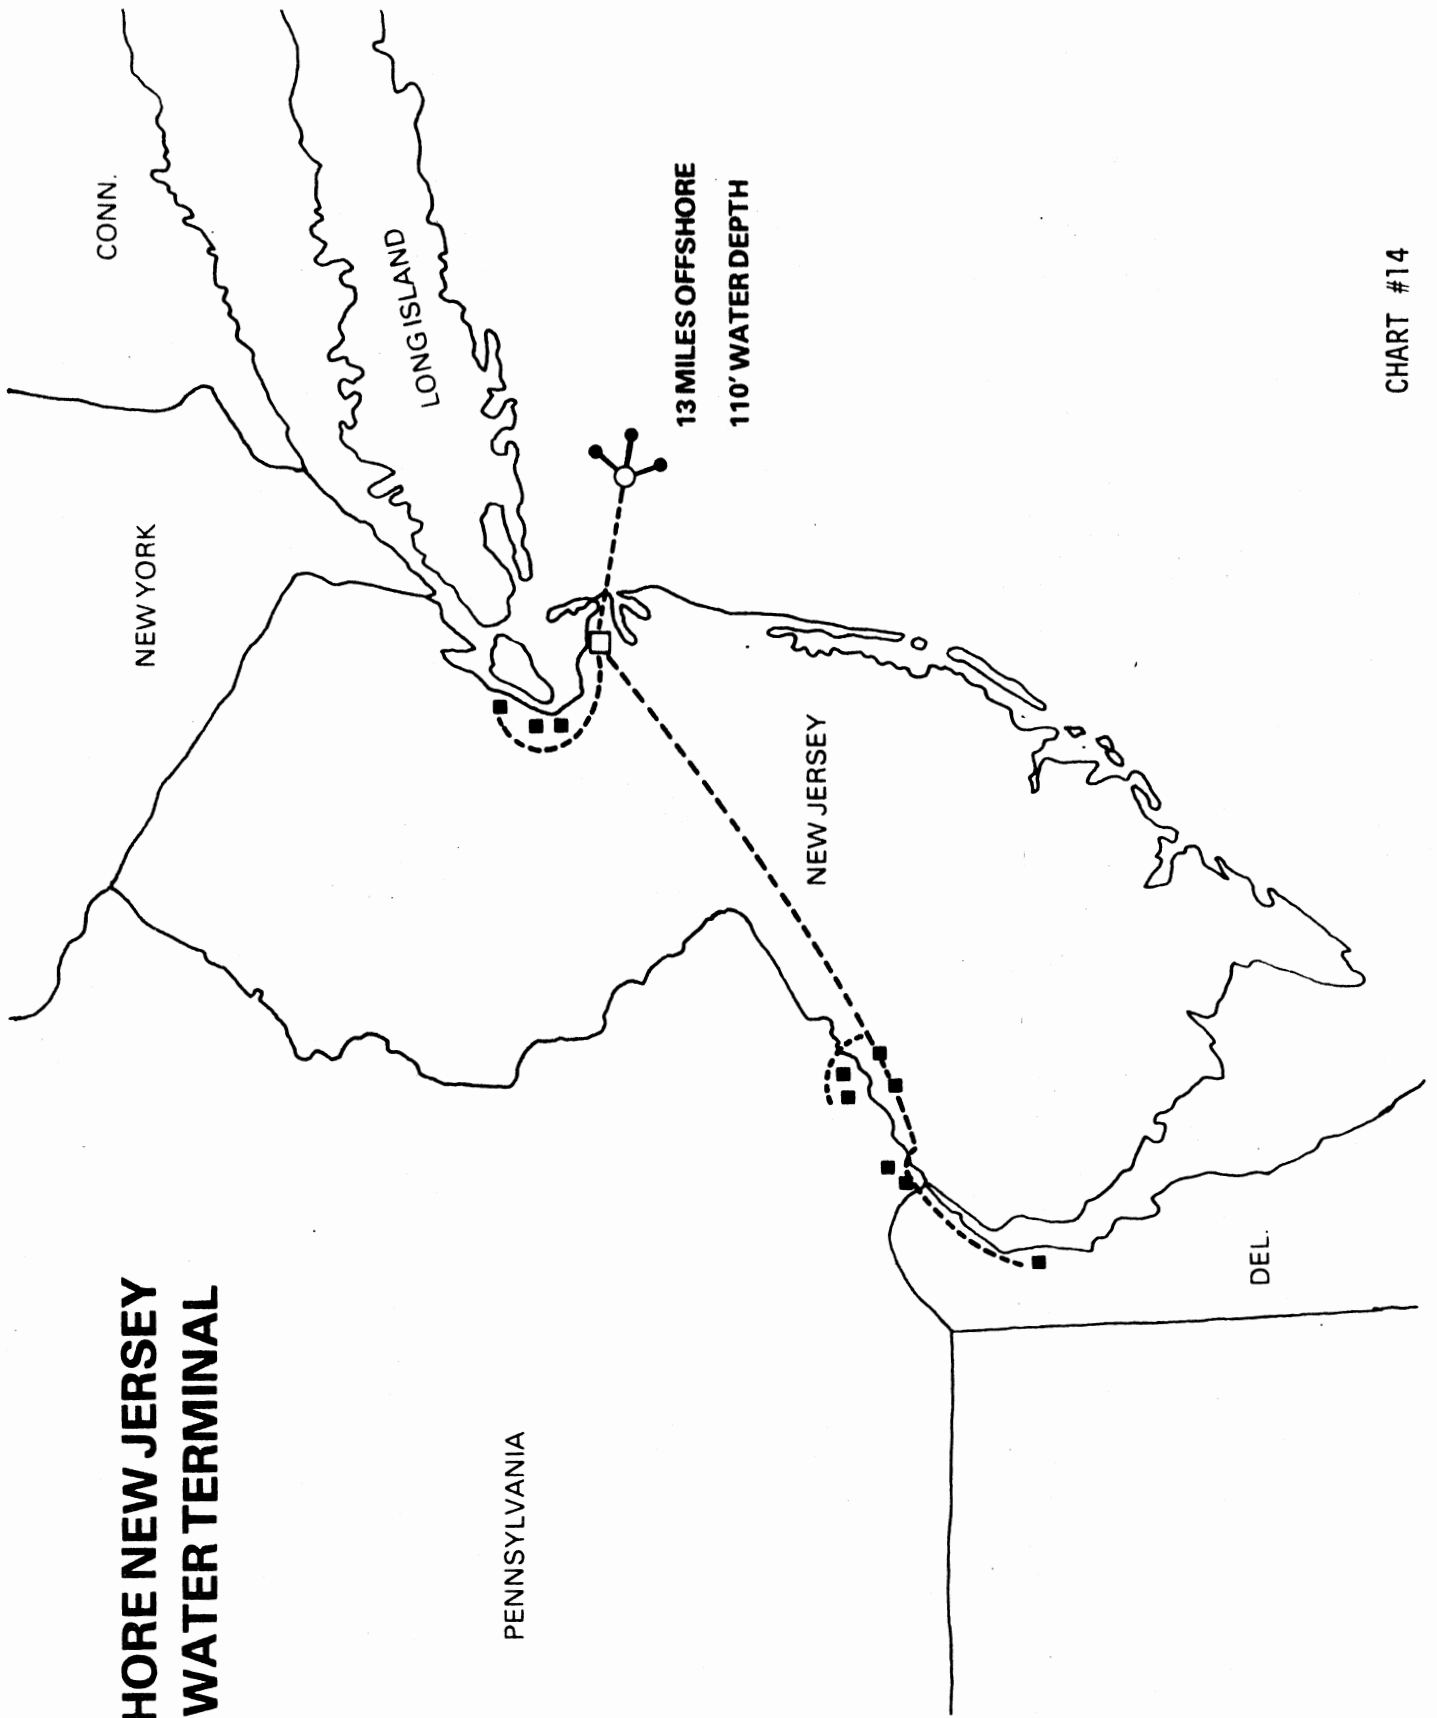 HORE NEW JERSEY
WATER TERMINAL
CONN.
NEW YORK
LONG ISLAND
PENNSYLVANIA
13 MILES OFFSHORE
110' WATER DEPTH
NEW JERSEY
DEL.
CHART #14